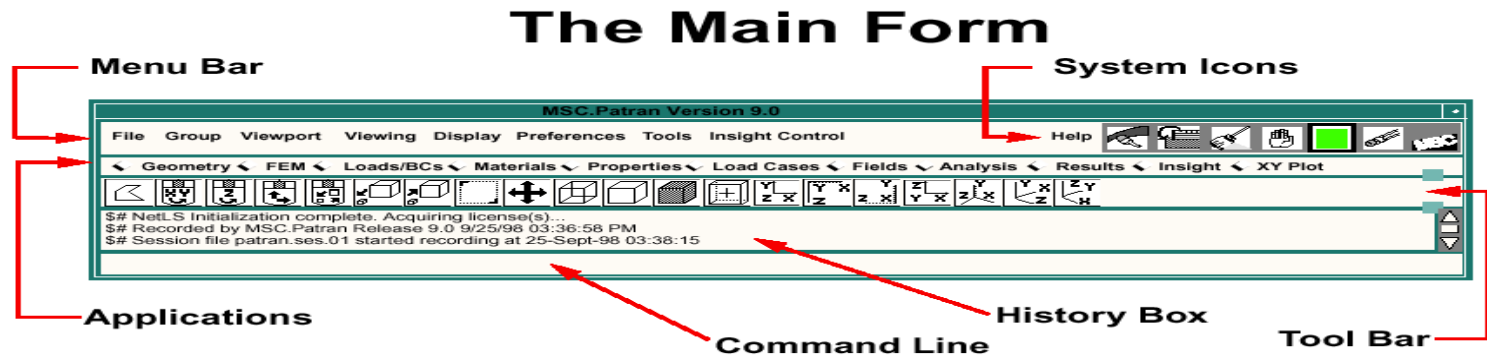 The Main Form
Menu Bar
System Icons
MSC.Patran Version 9.0
File Group Viewport Viewing Display Preferences Tools Insight Control Help
Geometry FEM Loads/BCs Materials Properties Load Cases Fields Analysis Results Insight XY Plot
$# NetLS Initialization complete. Acquiring license(s)...
$# Recorded by MSC.Patran Release 9.0 9/25/98 03:36:58 PM
$# Session file patran.ses.01 started recording at 25-Sept-98 03:38:15
Applications
History Box
Command Line
Tool Bar